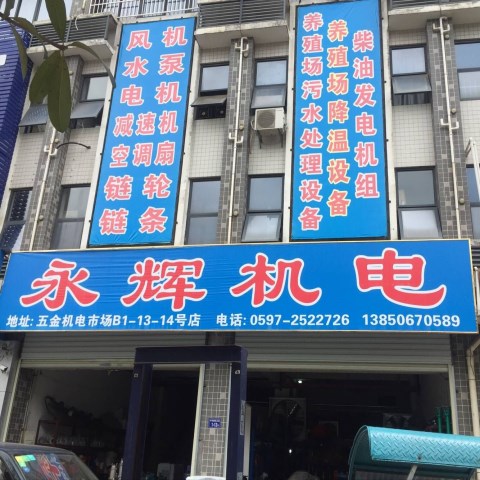 风机
水泵
电机
减速机
空调扇
链轮
链条
养殖场污水处理设备
养殖场降温设备
柴油发电机组
永辉机电
地址: 五金机电市场B1-13-14号店 电话: 0597-2522726 13850670589